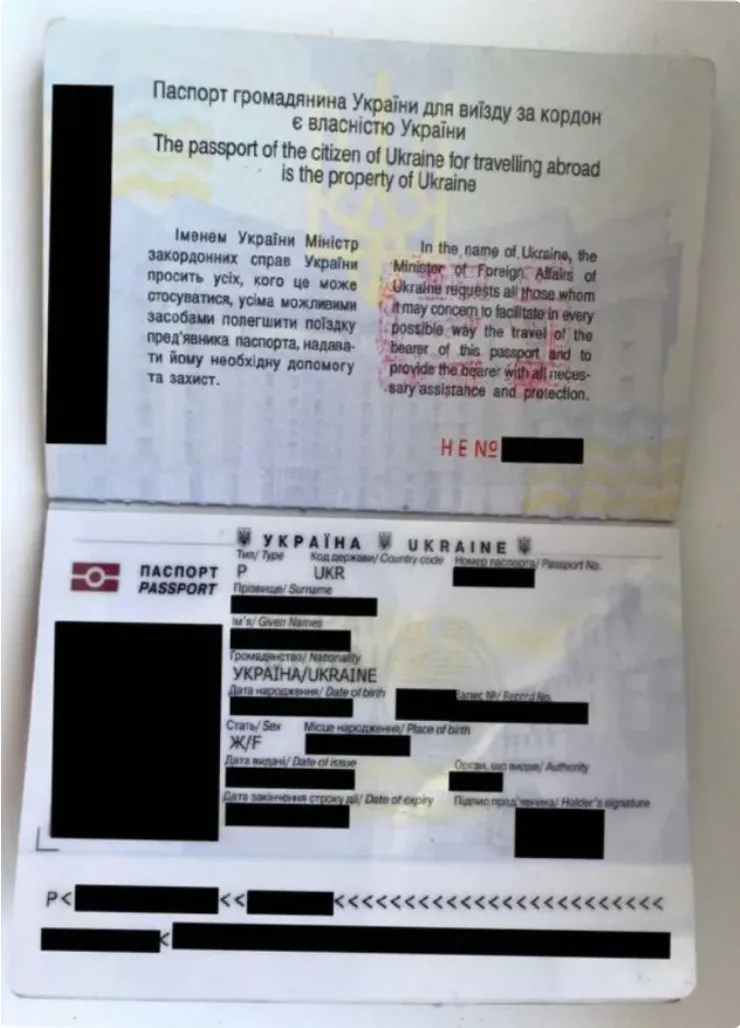 Паспорт громадянина України для виїзду за кордон
є власністю України
The passport of the citizen of Ukraine for travelling abroad
is the property of Ukraine
Іменем України Міністр
закордонних справ України
просить усіх, кого це може
стосуватися, усіма можливими
засобами полегшити поїздку
пред'явника паспорта, надава-
ти йому необхідну допомогу
та захист.
In the name of Ukraine, the
Minister of Foreign Affairs of
Ukraine requests all those whom
it may concern to facilitate in every
possible way the travel of the
bearer of this passport and to
provide the bearer with all neces-
sary assistance and protection.
НЕ №
УКРАЇНА UKRAINE
ПАСПОРТ
PASSPORT
Тип/ Type Код держави/ Country code Номер паспорта/ Passport No.
P UKR
Прізвище/ Surname
Ім'я/ Given Names
Громадянство/ Nationality
УКРАЇНА/UKRAINE
Дата народження/ Date of birth Запис №/ Record No.
Стать/ Sex Місце народження/ Place of birth
Ж/F
Дата видачі/ Date of issue Орган, що видав/ Authority
Дата закінчення строку дії/ Date of expiry Підпис пред'явника/ Holder's signature
P< << <<<<<<<<<<<<<<<<<<<<<<<<
<